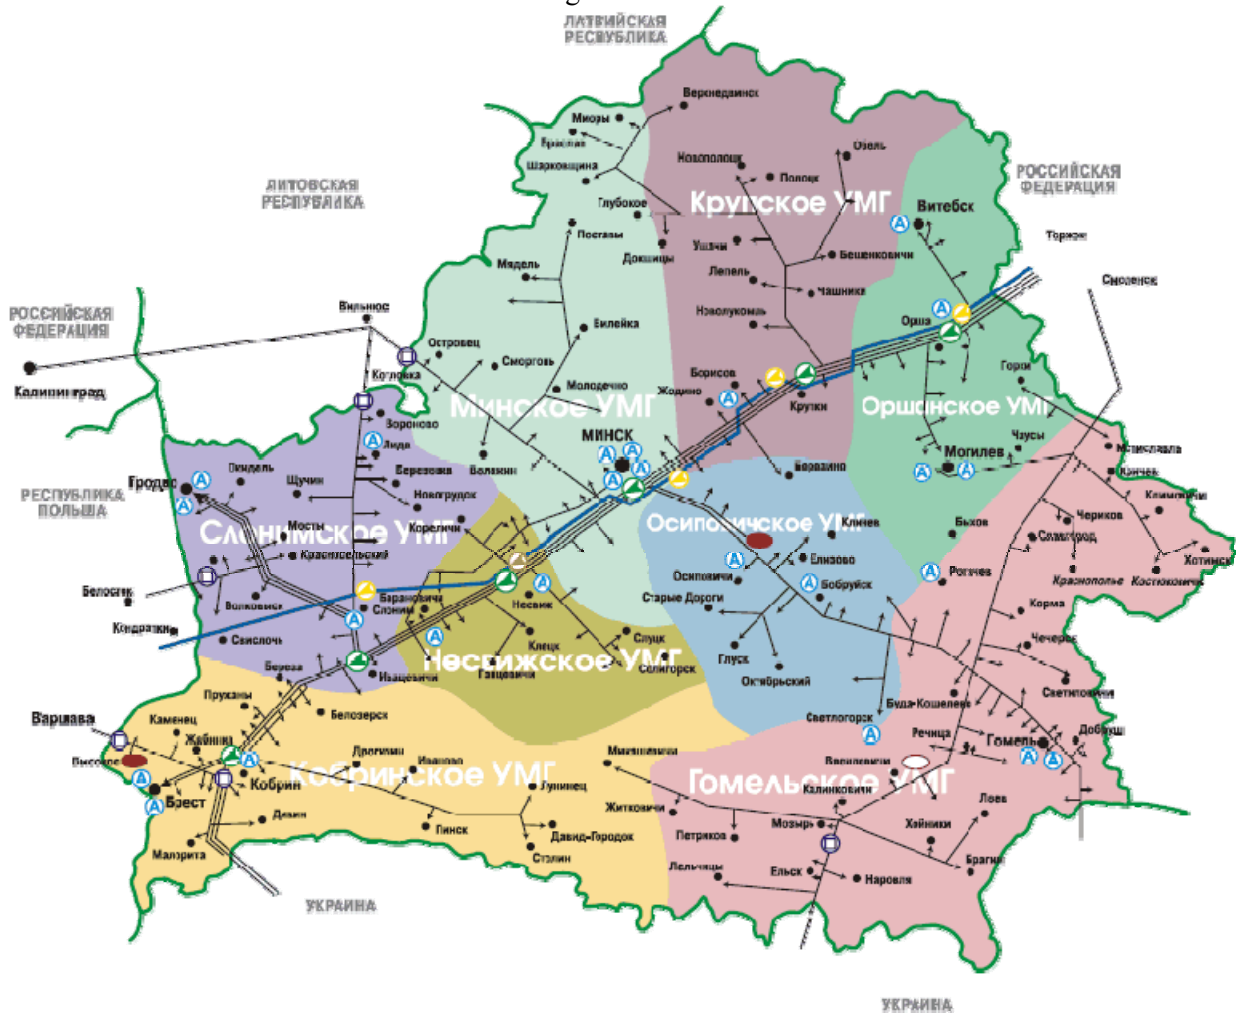 ЛАТВИЙСКАЯ
РЕСПУБЛИКА
Верхнедвинск
Миоры
Браслав
Шарковщина
Новополоцк
Полоцк
РОССИЙСКАЯ
ФЕДЕРАЦИЯ
ЛИТОВСКАЯ
РЕСПУБЛИКА
Глубокое
Крупское УМГ
Витебск
Поставы
Ушачи
Торжок
Докшицы
Бешенковичи
Мядель
Лепель
Чашники
Смоленск
РОССИЙСКАЯ
ФЕДЕРАЦИЯ
Вильнюс
Новолукомль
Орша
Вилейка
Островец
Сморгонь
Котловка
Горки
Калининград
Молодечно
Борисов
Жодино
Крупки
Минское УМГ
Оршанское УМГ
Вороново
МИНСК
Лида
Воложин
Могилев
Чаусы
Мстиславль
Кричев
Березовка
Березино
Скидель
Щучин
Гродно
РЕСПУБЛИКА
ПОЛЬША
Новогрудок
Климовичи
Кореличи
Мосты
Слонимское УМГ
Осиповичское УМГ
Кличев
Быхов
Чериков
Славгород
Красносельский
Елизово
Хотимск
Осиповичи
Бобруйск
Рогачев
Краснополье
Костюковичи
Белосток
Волковыск
Барановичи
Слоним
Несвиж
Старые Дороги
Корма
Кондратки
Свислочь
Клецк
Слуцк
Чечерск
Глуск
Несвижское УМГ
Береза
Ивацевичи
Ганцевичи
Солигорск
Октябрьский
Светиловичи
Пружаны
Белозерск
Буда-Кошелево
Варшава
Каменец
Светлогорск
Речица
Гомель
Добруш
Жабинка
Высокое
Дрогичин
Иваново
Микашевичи
Василевичи
Кобринское УМГ
Гомельское УМГ
Кобрин
Брест
Лунинец
Калинковичи
Лоев
Житковичи
Дивин
Пинск
Давид-Городок
Петриков
Мозырь
Хойники
Малорита
Столин
Лельчицы
Ельск
Наровля
Брагин
УКРАИНА
УКРАИНА